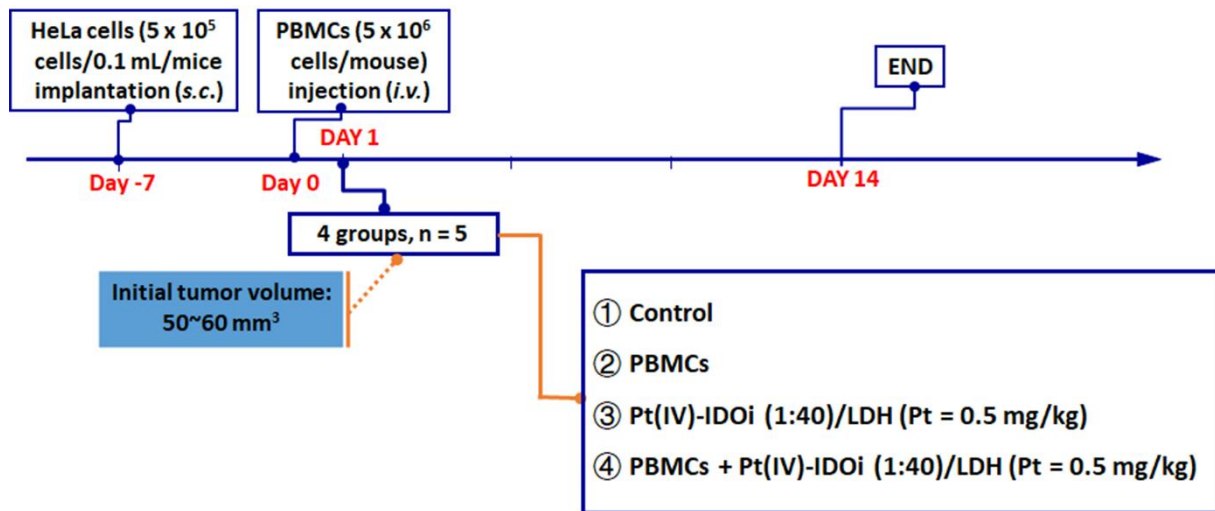 HeLa cells (5 x 10⁵
cells/0.1 mL/mice
implantation (s.c.)
PBMCs (5 x 10⁶
cells/mouse)
injection (i.v.)
END
DAY 1
Day -7
Day 0
DAY 14
4 groups, n = 5
Initial tumor volume:
50~60 mm³
① Control
② PBMCs
③ Pt(IV)-IDOi (1:40)/LDH (Pt = 0.5 mg/kg)
④ PBMCs + Pt(IV)-IDOi (1:40)/LDH (Pt = 0.5 mg/kg)